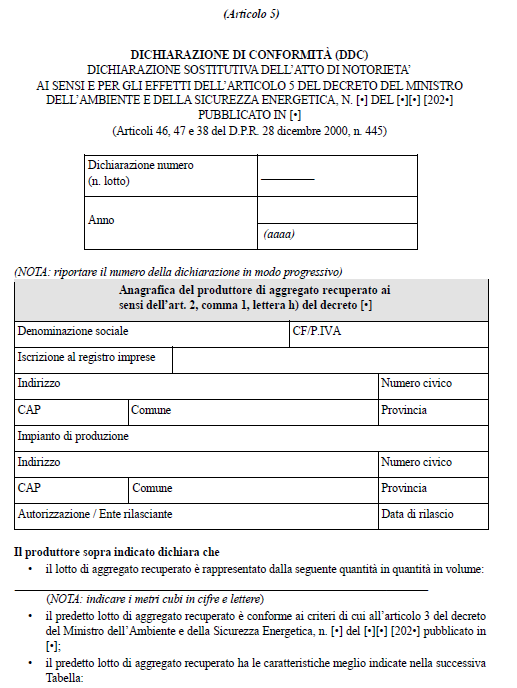 (Articolo 5)
DICHIARAZIONE DI CONFORMITÀ (DDC)
DICHIARAZIONE SOSTITUTIVA DELL'ATTO DI NOTORIETA'
AI SENSI E PER GLI EFFETTI DELL'ARTICOLO 5 DEL DECRETO DEL MINISTRO
DELL'AMBIENTE E DELLA SICUREZZA ENERGETICA, N. [•] DEL [•][•] [202•]
PUBBLICATO IN [•]
(Articoli 46, 47 e 38 del D.P.R. 28 dicembre 2000, n. 445)
Dichiarazione numero
(n. lotto)
Anno
(aaaa)
(NOTA: riportare il numero della dichiarazione in modo progressivo)
Anagrafica del produttore di aggregato recuperato ai
sensi dell'art. 2, comma 1, lettera h) del decreto [•]
Denominazione sociale CF/P.IVA
Iscrizione al registro imprese
Indirizzo Numero civico
CAP Comune Provincia
Impianto di produzione
Indirizzo Numero civico
CAP Comune Provincia
Autorizzazione / Ente rilasciante Data di rilascio
Il produttore sopra indicato dichiara che
• il lotto di aggregato recuperato è rappresentato dalla seguente quantità in quantità in volume:
(NOTA: indicare i metri cubi in cifre e lettere)
• il predetto lotto di aggregato recuperato è conforme ai criteri di cui all'articolo 3 del decreto
del Ministro dell'Ambiente e della Sicurezza Energetica, n. [•] del [•][•] [202•] pubblicato in
[•];
• il predetto lotto di aggregato recuperato ha le caratteristiche meglio indicate nella successiva
Tabella: